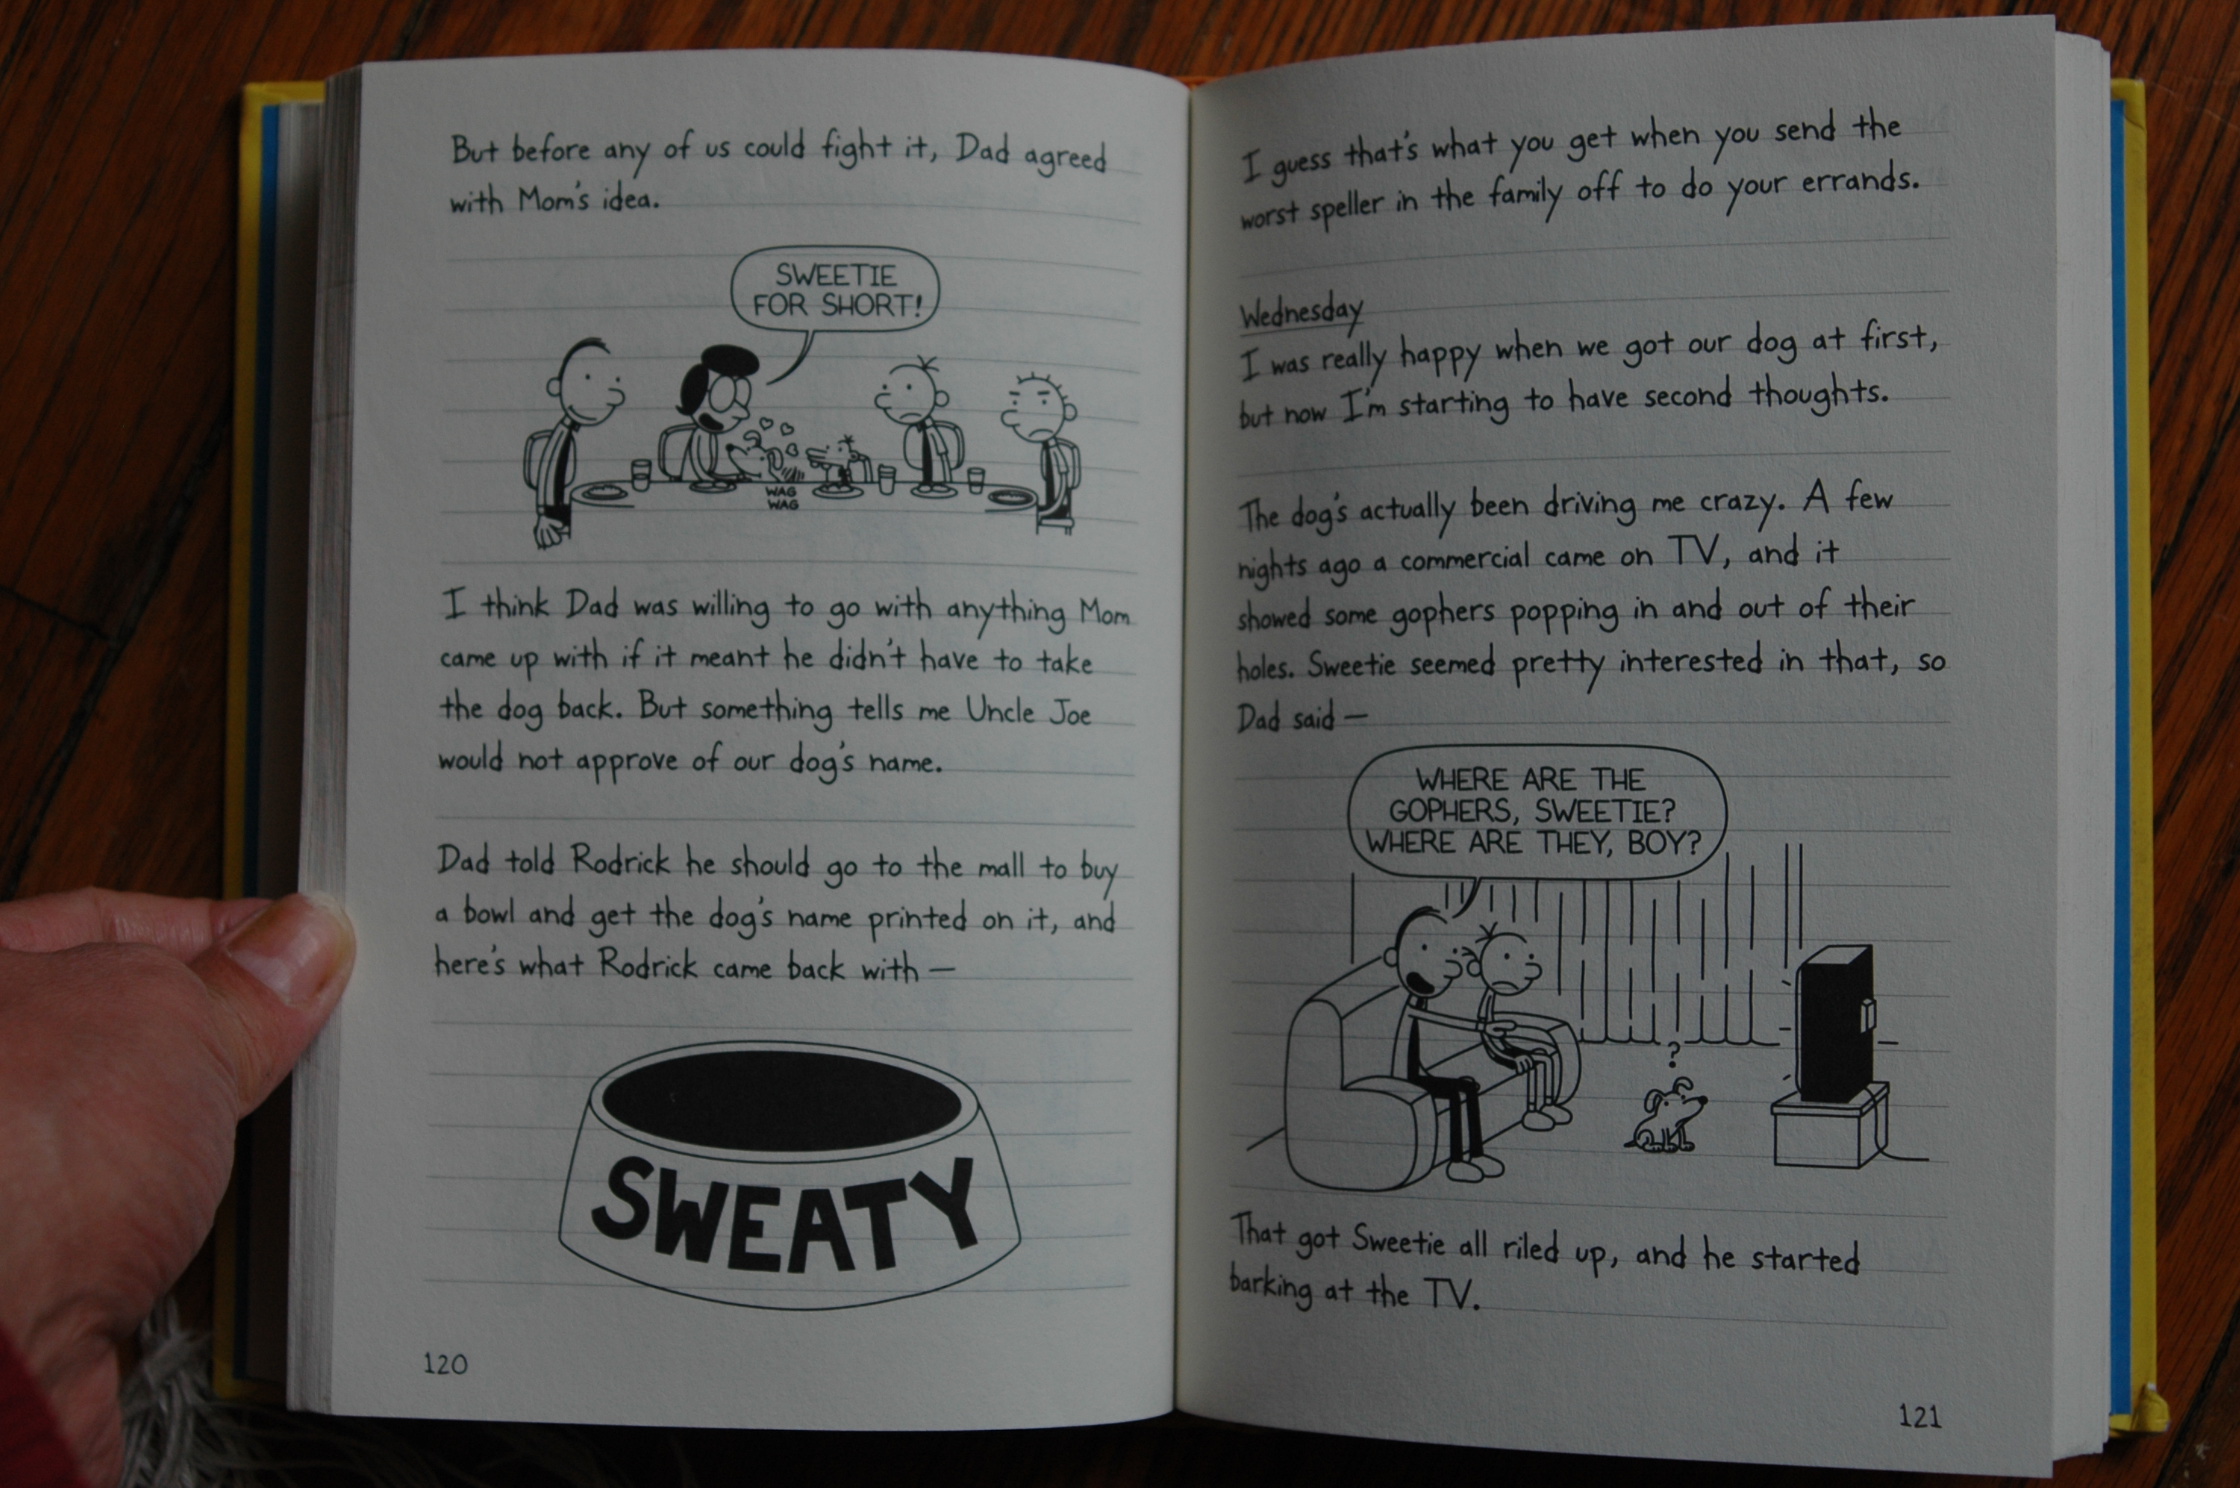 But before any of us could fight it, Dad agreed
with Mom's idea.
SWEETIE
FOR SHORT!
WAG
WAG
I think Dad was willing to go with anything Mom
came up with if it meant he didn't have to take
the dog back. But something tells me Uncle Joe
would not approve of our dog's name.
Dad told Rodrick he should go to the mall to buy
a bowl and get the dog's name printed on it, and
here's what Rodrick came back with —
SWEATY
120
I guess that's what you get when you send the
worst speller in the family off to do your errands.
Wednesday
I was really happy when we got our dog at first,
but now I'm starting to have second thoughts.
The dog's actually been driving me crazy. A few
nights ago a commercial came on TV, and it
showed some gophers popping in and out of their
holes. Sweetie seemed pretty interested in that, so
Dad said —
WHERE ARE THE
GOPHERS, SWEETIE?
WHERE ARE THEY, BOY?
?
That got Sweetie all riled up, and he started
barking at the TV.
121